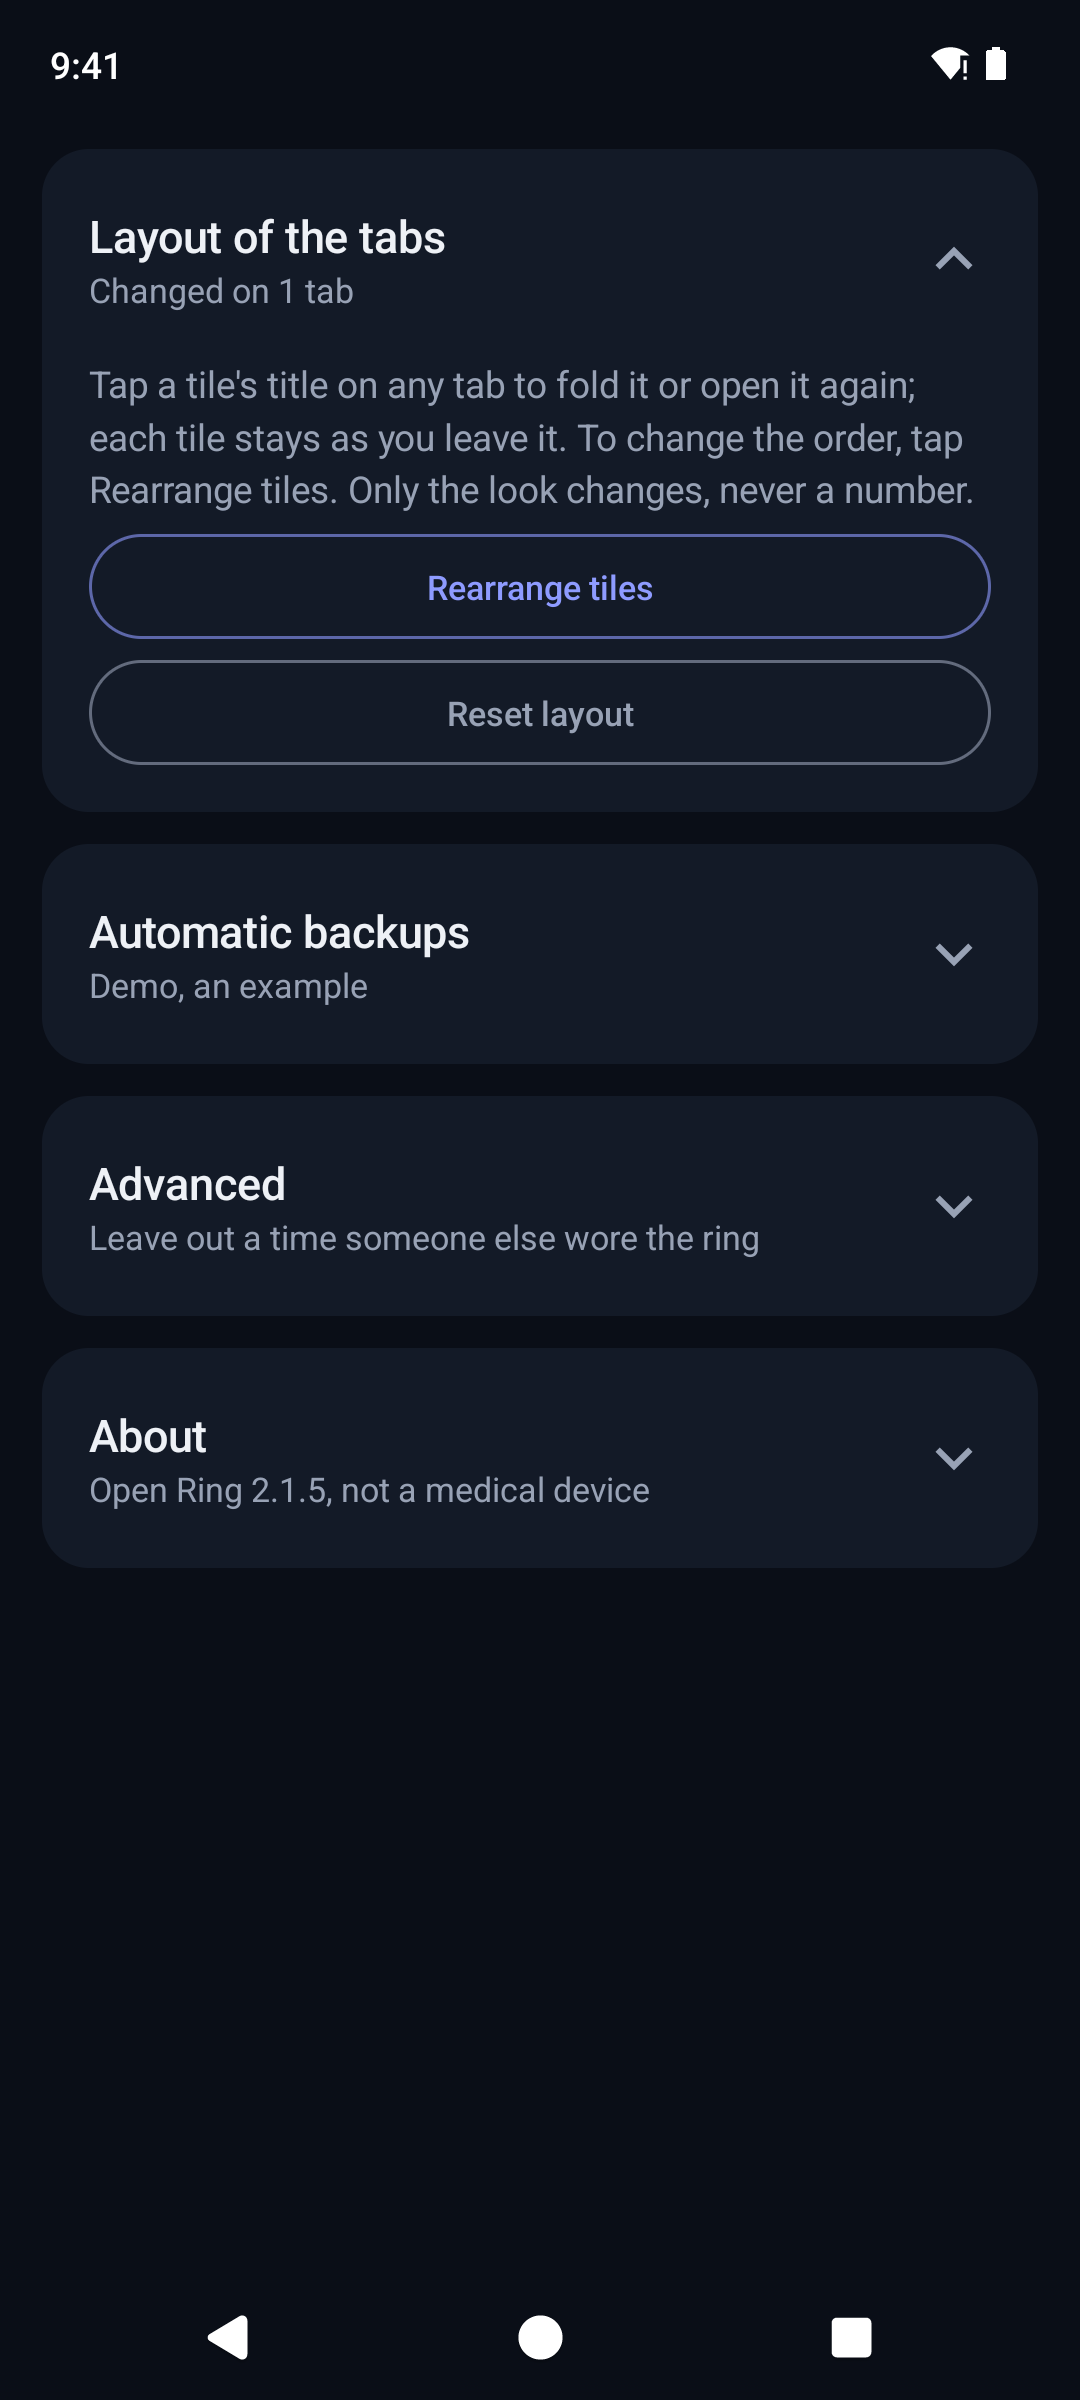 9:41
Layout of the tabs
Changed on 1 tab
Tap a tile's title on any tab to fold it or open it again;
each tile stays as you leave it. To change the order, tap
Rearrange tiles. Only the look changes, never a number.
Rearrange tiles
Reset layout
Automatic backups
Demo, an example
Advanced
Leave out a time someone else wore the ring
About
Open Ring 2.1.5, not a medical device